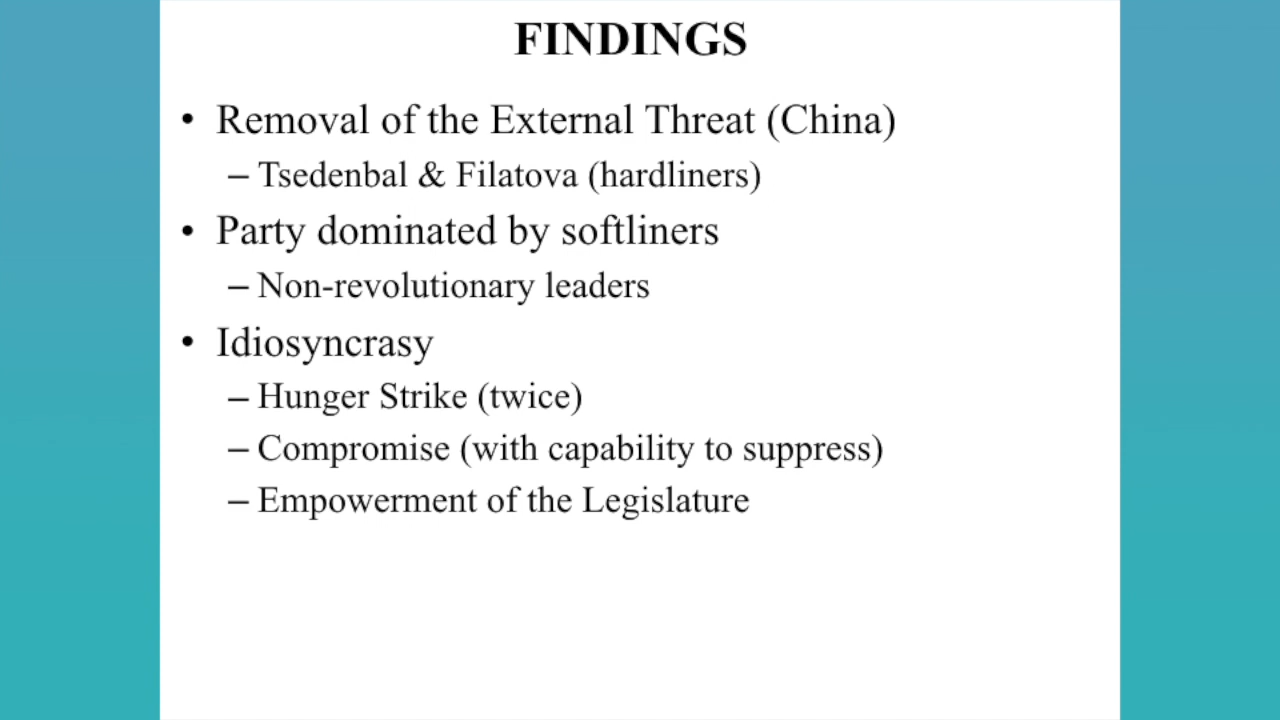 FINDINGS
• Removal of the External Threat (China)
– Tsedenbal & Filatova (hardliners)
• Party dominated by softliners
– Non-revolutionary leaders
• Idiosyncrasy
– Hunger Strike (twice)
– Compromise (with capability to suppress)
– Empowerment of the Legislature